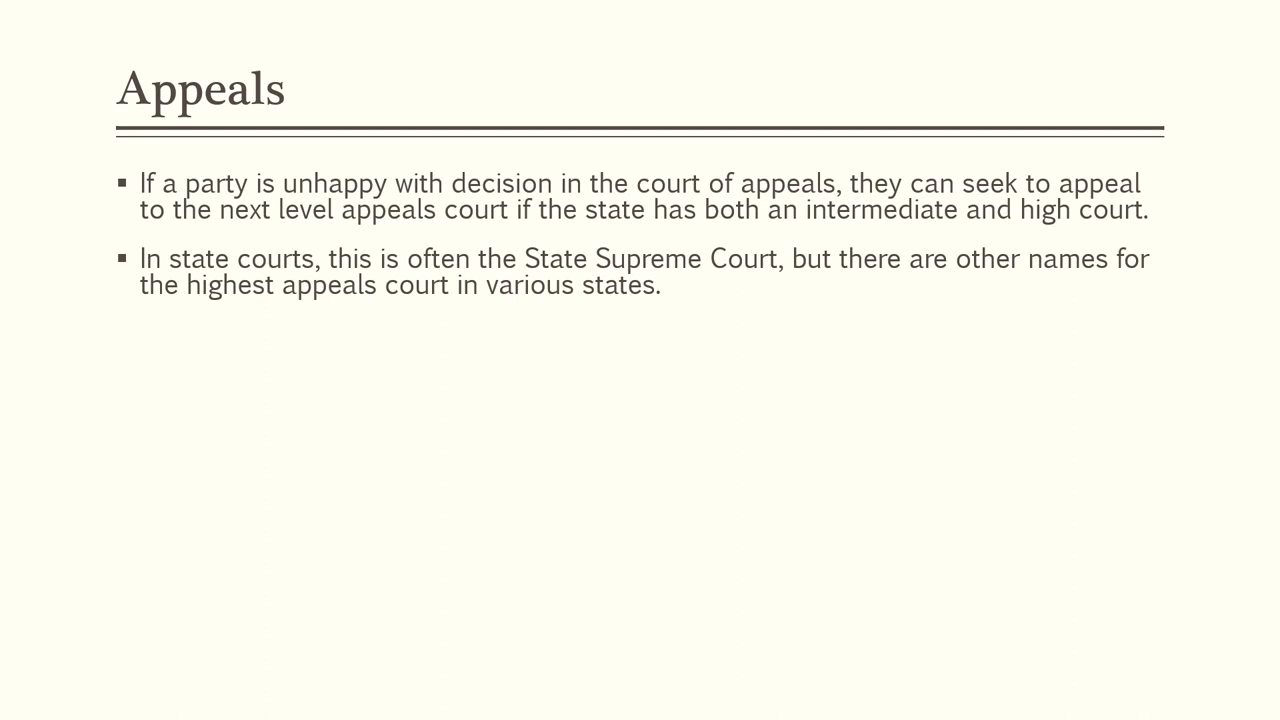 Appeals
▪ If a party is unhappy with decision in the court of appeals, they can seek to appeal
to the next level appeals court if the state has both an intermediate and high court.
▪ In state courts, this is often the State Supreme Court, but there are other names for
the highest appeals court in various states.